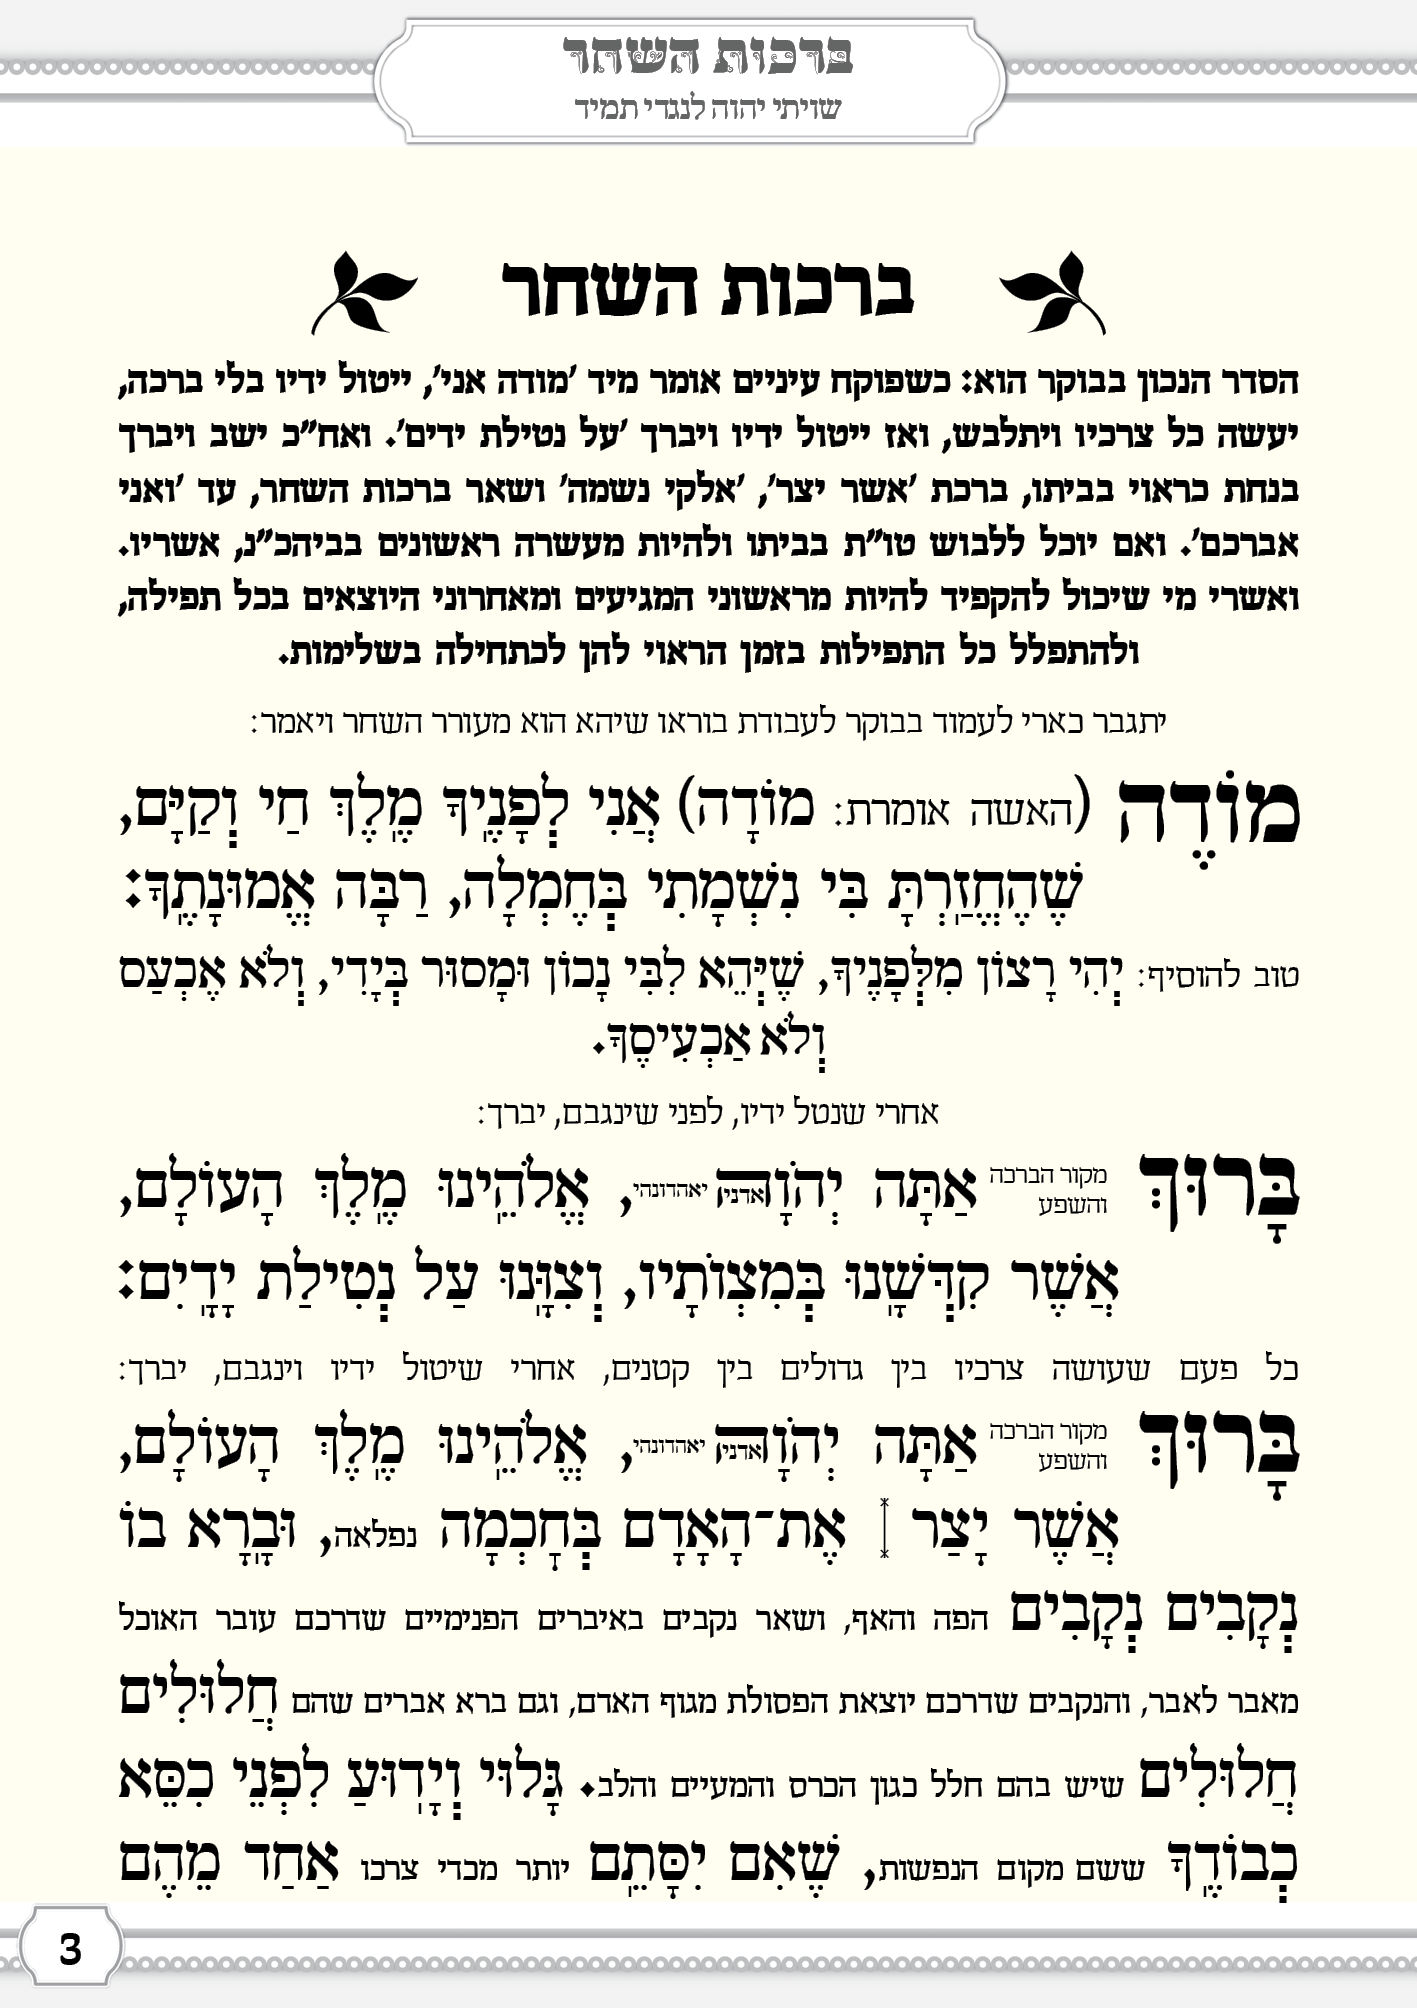 ברכות השחר
שויתי יהוה לנגדי תמיד
ברכות השחר
הסדר הנכון בבוקר הוא: כשפוקח עיניים אומר מיד 'מודה אני', ייטול ידיו בלי ברכה,
יעשה כל צרכיו ויתלבש, ואז ייטול ידיו ויברך 'על נטילת ידים'. ואח"כ ישב ויברך
בנחת כראוי בביתו, ברכת 'אשר יצר', 'אלקי נשמה' ושאר ברכות השחר, עד 'ואני
אברכם'. ואם יוכל ללבוש טו"ת בביתו ולהיות מעשרה ראשונים בביהכ"נ, אשריו.
ואשרי מי שיכול להקפיד להיות מראשוני המגיעים ומאחרוני היוצאים בכל תפילה,
ולהתפלל כל התפילות בזמן הראוי להן לכתחילה בשלימות.
יתגבר כארי לעמוד בבוקר לעבודת בוראו שיהא הוא מעורר השחר ויאמר:
מוֹדֶה (האשה אומרת: מוֹדָה) אֲנִי לְפָנֶֽיךָ מֶֽלֶךְ חַי וְקַיָּם,
שֶׁהֶחֱזַֽרְתָּ בִּי נִשְׁמָתִי בְּחֶמְלָה, רַבָּה אֱמוּנָתֶֽךָ:
טוב להוסיף: יְהִי רָצוֹן מִלְּפָנֶיךָ, שֶׁיְּהֵא לִבִּי נָכוֹן וּמָסוּר בְּיָדִי, וְלֹא אֶכְעַס
וְלֹא אַכְעִיסֶךָ.
אחרי שנטל ידיו, לפני שינגבם, יברך:
בָּרוּךְ מקור הברכה והשפע אַתָּה יְהֹוָה אדני יאהדונהי, אֱלֹהֵֽינוּ מֶֽלֶךְ הָעוֹלָם,
אֲשֶׁר קִדְּשָֽׁנוּ בְּמִצְוֹתָיו, וְצִוָּֽנוּ עַל נְטִילַת יָדָֽיִם:
כל פעם שעושה צרכיו בין גדולים בין קטנים, אחרי שיטול ידיו וינגבם, יברך:
בָּרוּךְ מקור הברכה והשפע אַתָּה יְהֹוָה אדני יאהדונהי, אֱלֹהֵֽינוּ מֶֽלֶךְ הָעוֹלָם,
אֲשֶׁר יָצַר | אֶת־הָאָדָם בְּחָכְמָה נפלאה, וּבָֽרָא בוֹ
נְקָבִים נְקָבִים הפה והאף, ושאר נקבים באיברים הפנימיים שדרכם עובר האוכל
מאבר לאבר, והנקבים שדרכם יוצאת הפסולת מגוף האדם, וגם ברא אברים שהם חֲלוּלִים
חֲלוּלִים שיש בהם חלל כגון הכרס והמעיים והלב. גָּלוּי וְיָדֽוּעַ לִפְנֵי כִסֵּא
כְבוֹדֶֽךָ ששם מקום הנפשות, שֶׁאִם יִסָּתֵֽם יותר מכדי צרכו אַחַד מֵהֶם
3